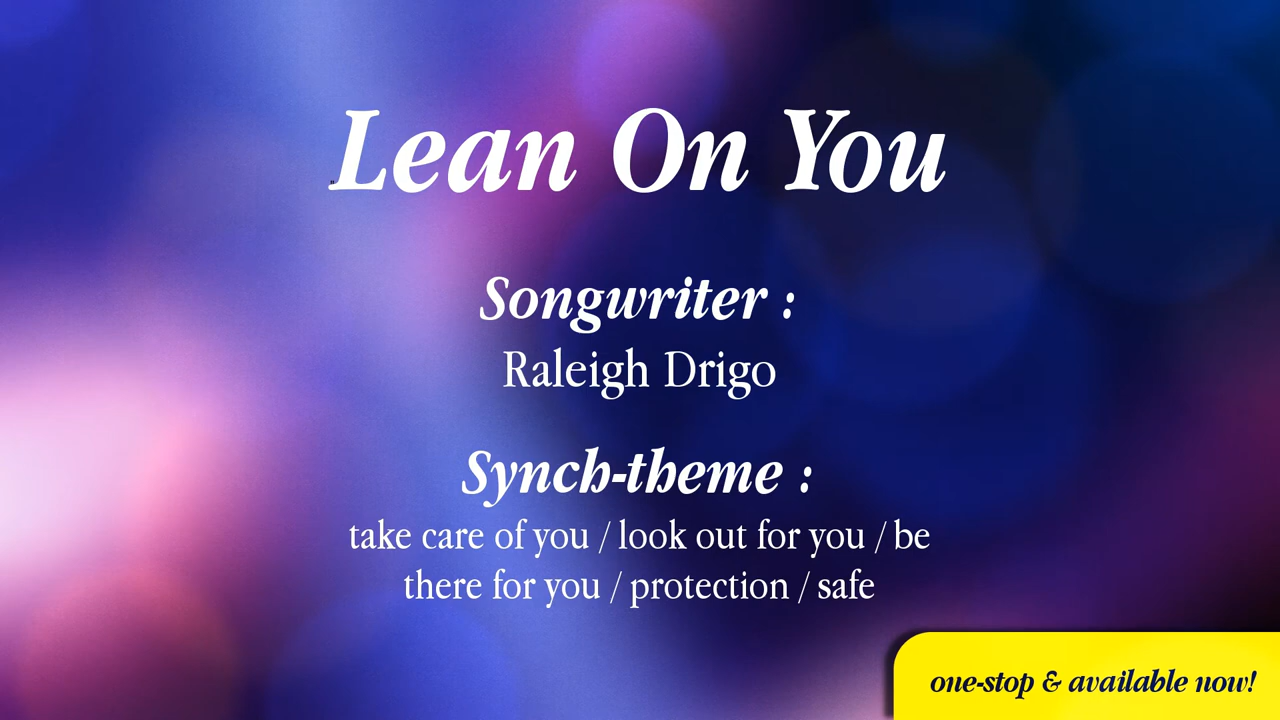 Lean On You
Songwriter :
Raleigh Drigo
Synch-theme :
take care of you / look out for you / be
there for you / protection / safe
one-stop & available now!